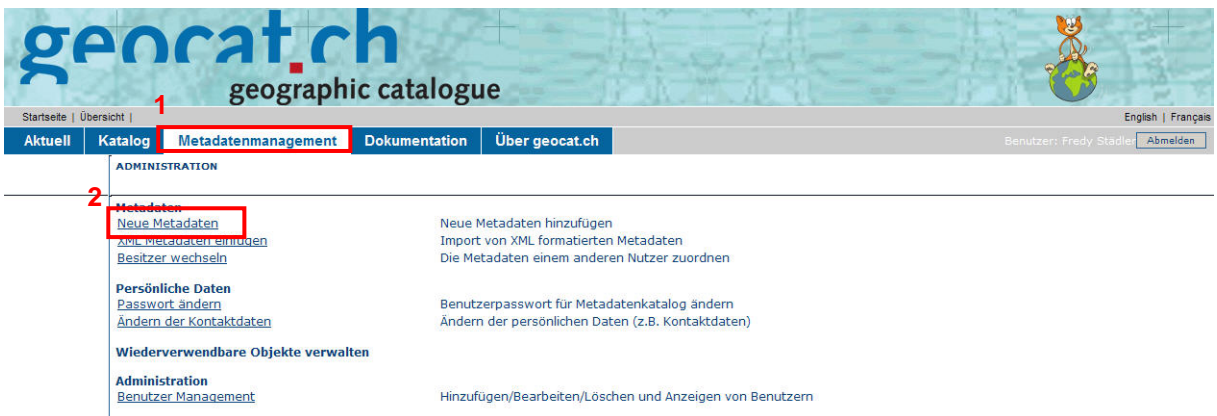 geocat.ch
geographic catalogue
1
Startseite | Übersicht |
English | Français
Aktuell Katalog Metadatenmanagement Dokumentation Über geocat.ch
Benutzer: Fredy Städler Abmelden
ADMINISTRATION
2
Metadaten
Neue Metadaten Neue Metadaten hinzufügen
XML Metadaten einfügen Import von XML formatierten Metadaten
Besitzer wechseln Die Metadaten einem anderen Nutzer zuordnen
Persönliche Daten
Passwort ändern Benutzerpasswort für Metadatenkatalog ändern
Ändern der Kontaktdaten Ändern der persönlichen Daten (z.B. Kontaktdaten)
Wiederverwendbare Objekte verwalten
Administration
Benutzer Management Hinzufügen/Bearbeiten/Löschen und Anzeigen von Benutzern